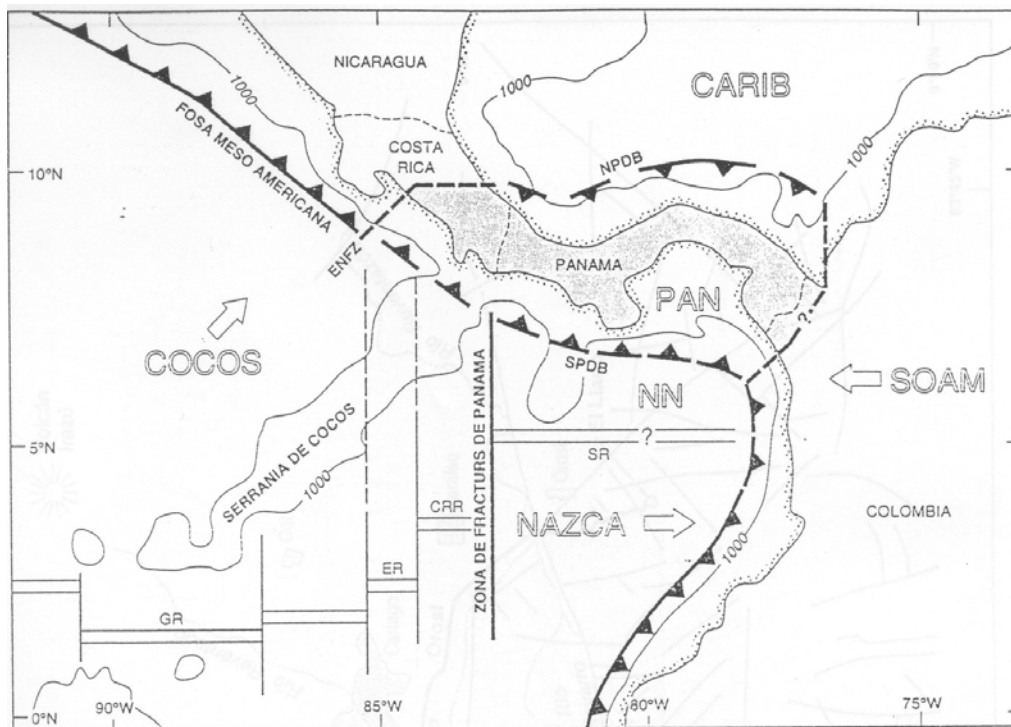 NICARAGUA
1000
CARIB
1000
FOSA MESO AMERICANA
COSTA
RICA
NPDB
1000
10°N
ENFZ
PANAMA
PAN
COCOS
SPDB
NN
SOAM
5°N
SERRANIA DE COCOS
1000
ZONA DE FRACTURS DE PANAMA
?
?
SR
CRR
NAZCA
COLOMBIA
1000
ER
GR
0°N
90°W
85°W
80°W
75°W